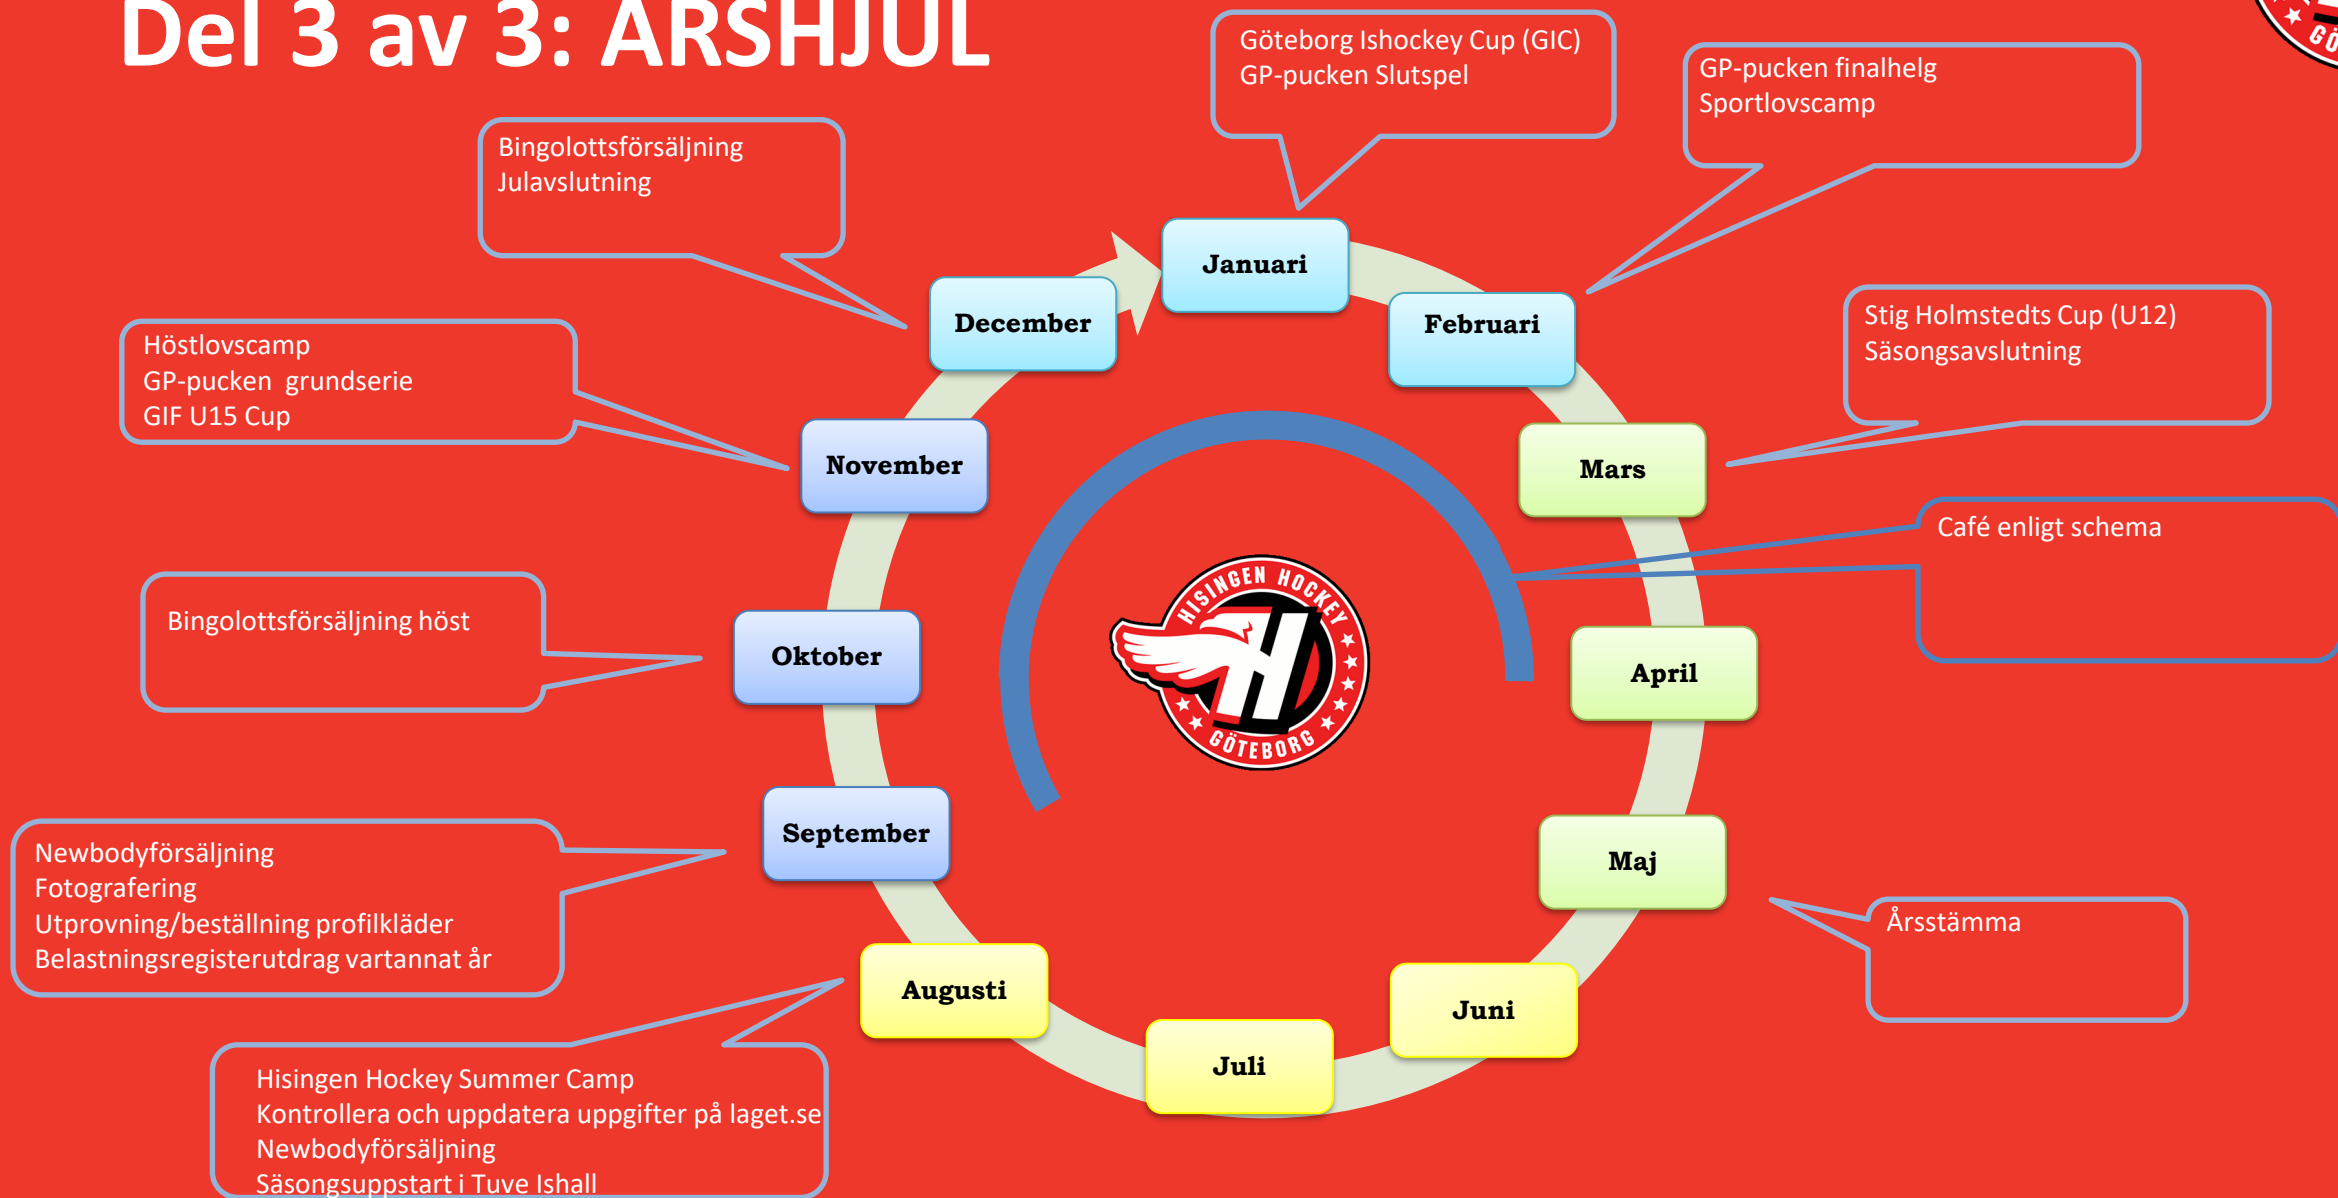 Del 3 av 3: ÅRSHJUL
Göteborg Ishockey Cup (GIC)
GP-pucken Slutspel
GP-pucken finalhelg
Sportlovscamp
Bingolottsförsäljning
Julavslutning
Januari
Februari
December
Stig Holmstedts Cup (U12)
Säsongsavslutning
Höstlovscamp
GP-pucken grundserie
GIF U15 Cup
November
Mars
Café enligt schema
HISINGEN HOCKEY
GÖTEBORG
Bingolottsförsäljning höst
Oktober
April
September
Maj
Newbodyförsäljning
Fotografering
Utprovning/beställning profilkläder
Belastningsregisterutdrag vartannat år
Årsstämma
Augusti
Juni
Juli
Hisingen Hockey Summer Camp
Kontrollera och uppdatera uppgifter på laget.se
Newbodyförsäljning
Säsongsuppstart i Tuve Ishall